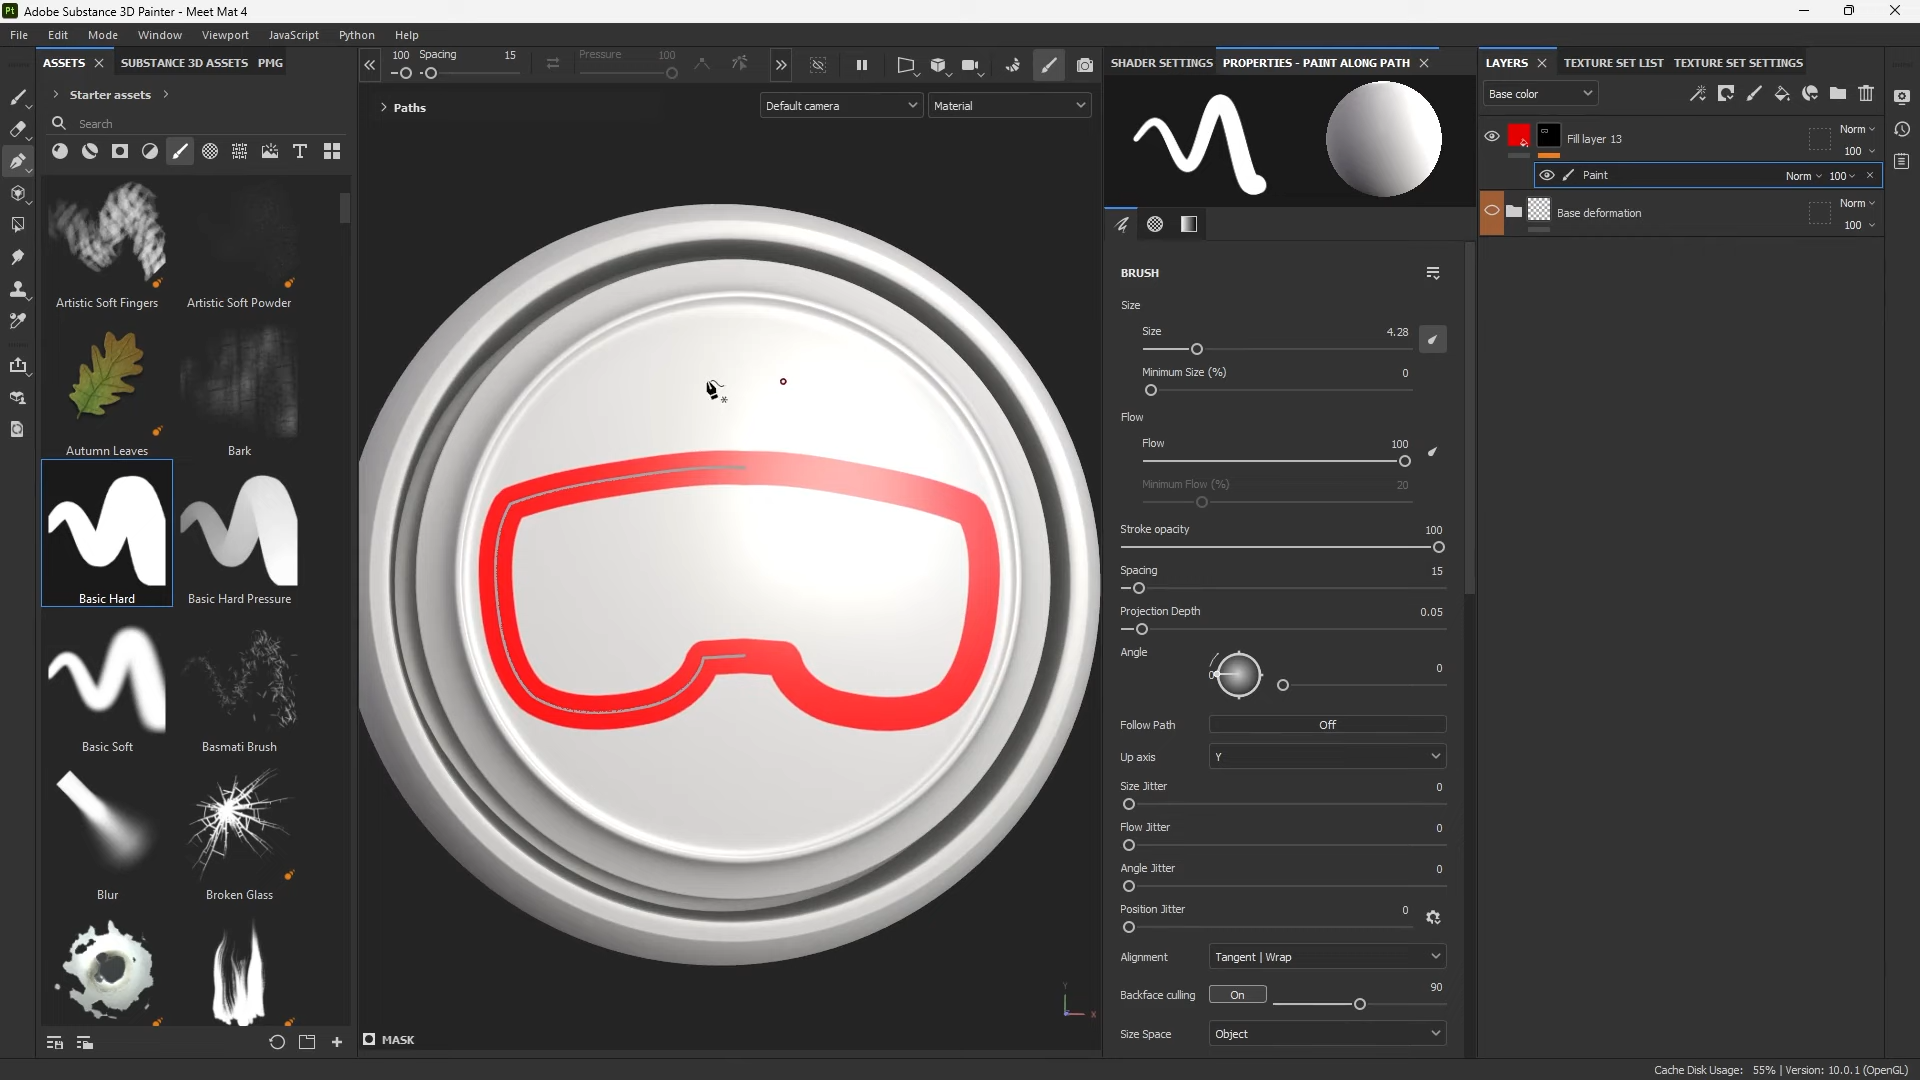 Pt Adobe Substance 3D Painter - Meet Mat 4
File Edit Mode Window Viewport JavaScript Python Help
ASSETS SUBSTANCE 3D ASSETS PNG
Starter assets
Search
Artistic Soft Fingers Artistic Soft Powder
Autumn Leaves Bark
Basic Hard Basic Hard Pressure
Basic Soft Basmati Brush
Blur Broken Glass
100 Spacing 15 Pressure 100
Paths
Default camera Material
Y
X
MASK
SHADER SETTINGS PROPERTIES - PAINT ALONG PATH
BRUSH
Size
Size 4.28
Minimum Size (%) 0
Flow
Flow 100
Minimum Flow (%) 20
Stroke opacity 100
Spacing 15
Projection Depth 0.05
Angle 0 0
Follow Path Off
Up axis Y
Size Jitter 0
Flow Jitter 0
Angle Jitter 0
Position Jitter 0
Alignment Tangent | Wrap
Backface culling On 90
Size Space Object
LAYERS TEXTURE SET LIST TEXTURE SET SETTINGS
Base color
Fill layer 13 Norm 100
Paint Norm 100
Base deformation Norm 100
Cache Disk Usage: 55% | Version: 10.0.1 (OpenGL)